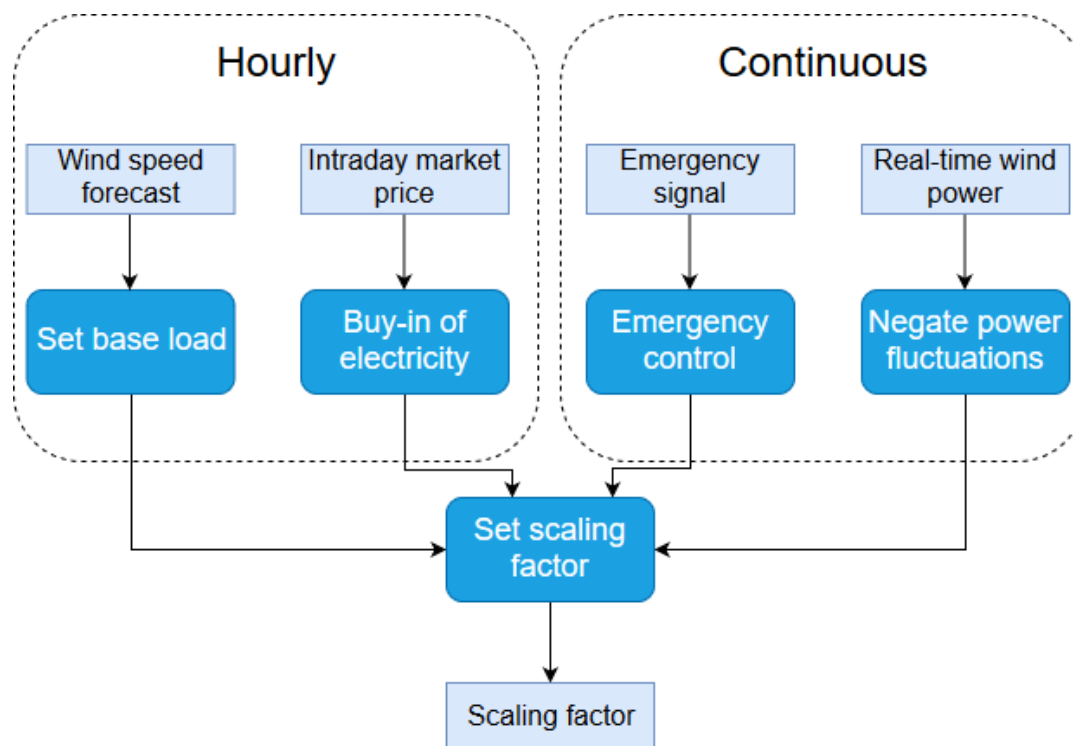 Hourly
Continuous
Wind speed
forecast
Intraday market
price
Emergency
signal
Real-time wind
power
Set base load
Buy-in of
electricity
Emergency
control
Negate power
fluctuations
Set scaling
factor
Scaling factor